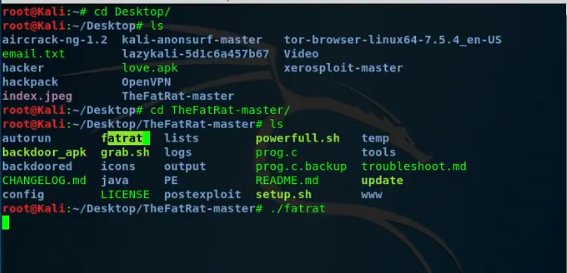 root@Kali:~# cd Desktop/
root@Kali:~/Desktop# ls
aircrack-ng-1.2 kali-anonsurf-master tor-browser-linux64-7.5.4_en-US
email.txt lazykali-5d1c6a457b67 Video
hacker love.apk xerosploit-master
hackpack OpenVPN
index.jpeg TheFatRat-master
root@Kali:~/Desktop# cd TheFatRat-master/
root@Kali:~/Desktop/TheFatRat-master# ls
autorun fatrat lists powerfull.sh temp
backdoor_apk grab.sh logs prog.c tools
backdoored icons output prog.c.backup troubleshoot.md
CHANGELOG.md java PE README.md update
config LICENSE postexploit setup.sh www
root@Kali:~/Desktop/TheFatRat-master# ./fatrat